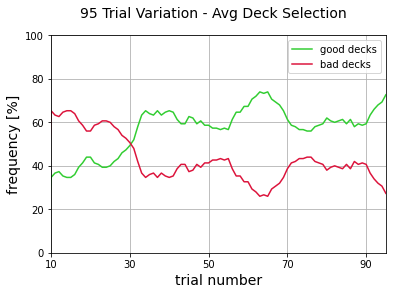 95 Trial Variation - Avg Deck Selection
frequency [%]
100
80
60
40
20
0
good decks
bad decks
10 30 50 70 90
trial number